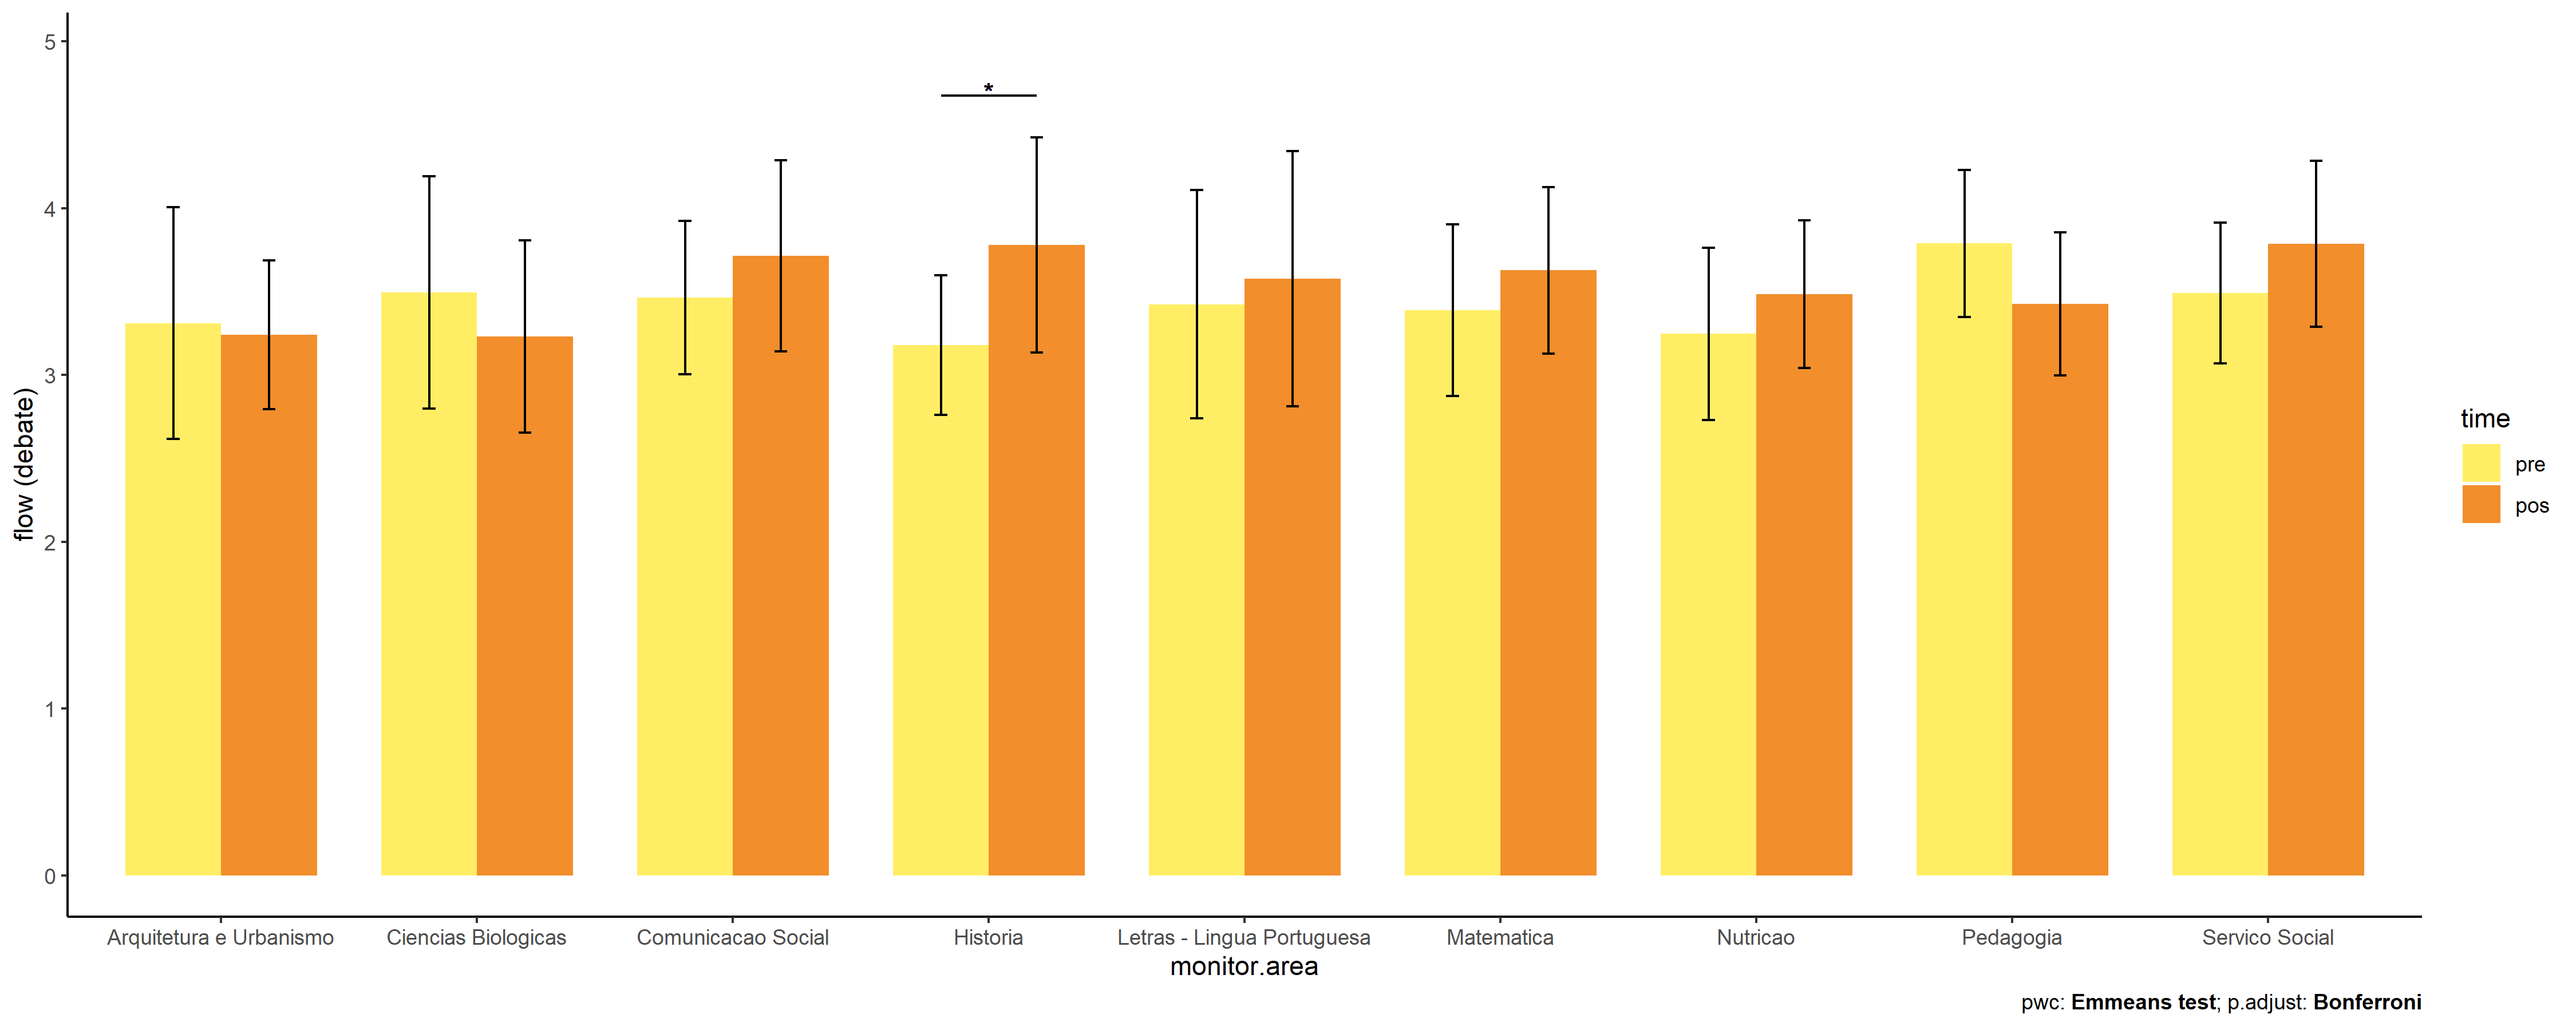 5
4
3
2
1
0
flow (debate)
*
Arquitetura e Urbanismo
Ciencias Biologicas
Comunicacao Social
Historia
Letras - Lingua Portuguesa
Matematica
Nutricao
Pedagogia
Servico Social
monitor.area
time
pre
pos
pwc: Emmeans test; p.adjust: Bonferroni